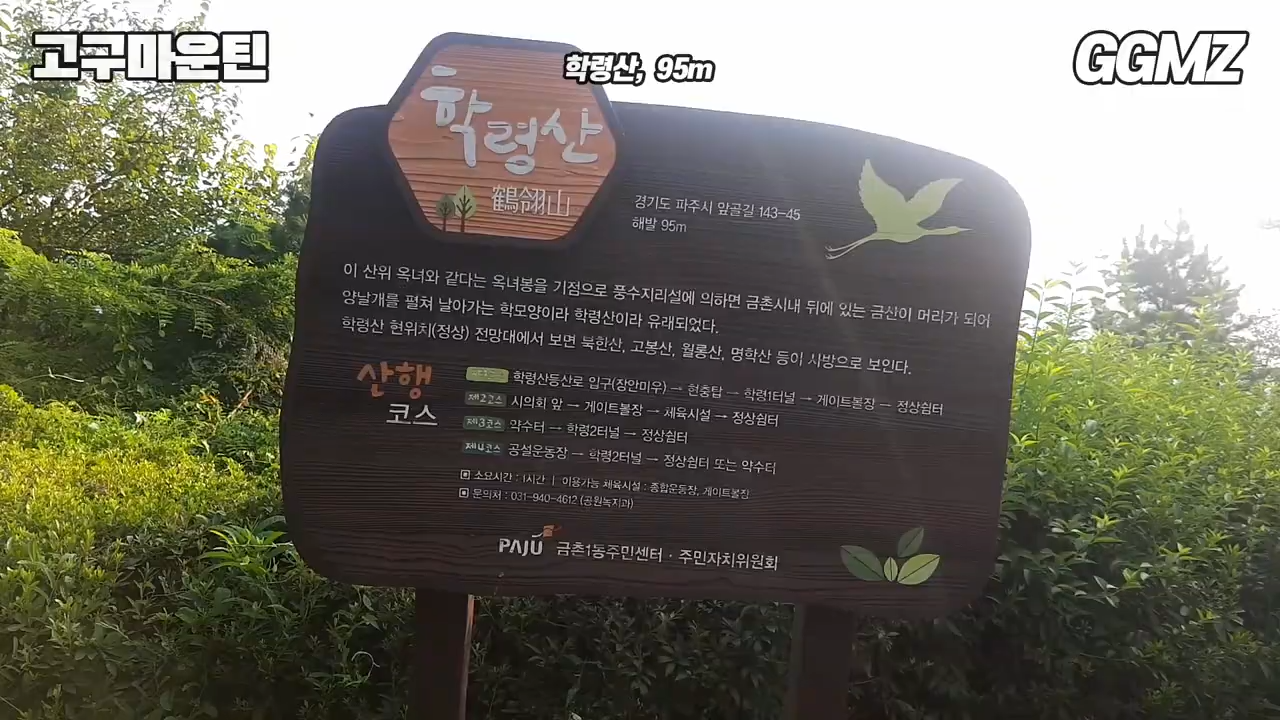 고구마운틴
학령산, 95m
GGMZ
학령산
鶴翎山
경기도 파주시 앞골길 143-45
해발 95m
이 산위 옥녀와 같다는 옥녀봉을 기점으로 풍수지리설에 의하면 금촌시내 뒤에 있는 금산이 머리가 되어
양날개를 펼쳐 날아가는 학모양이라 학령산이라 유래되었다.
학령산 현위치(정상) 전망대에서 보면 북한산, 고봉산, 월롱산, 명학산 등이 사방으로 보인다.
산행
코스
학령산등산로 입구(장안미우) → 현충탑 → 학령1터널 → 게이트볼장 → 정상쉼터
제2코스 시의회 앞 → 게이트볼장 → 체육시설 → 정상쉼터
제3코스 약수터 → 학령2터널 → 정상쉼터
제4코스 공설운동장 → 학령2터널 → 정상쉼터 또는 약수터
소요시간 : 1시간 | 이용가능 체육시설 : 종합운동장, 게이트볼장
문의처 : 031-940-4612 (공원녹지과)
PAJU 금촌1동주민센터 · 주민자치위원회